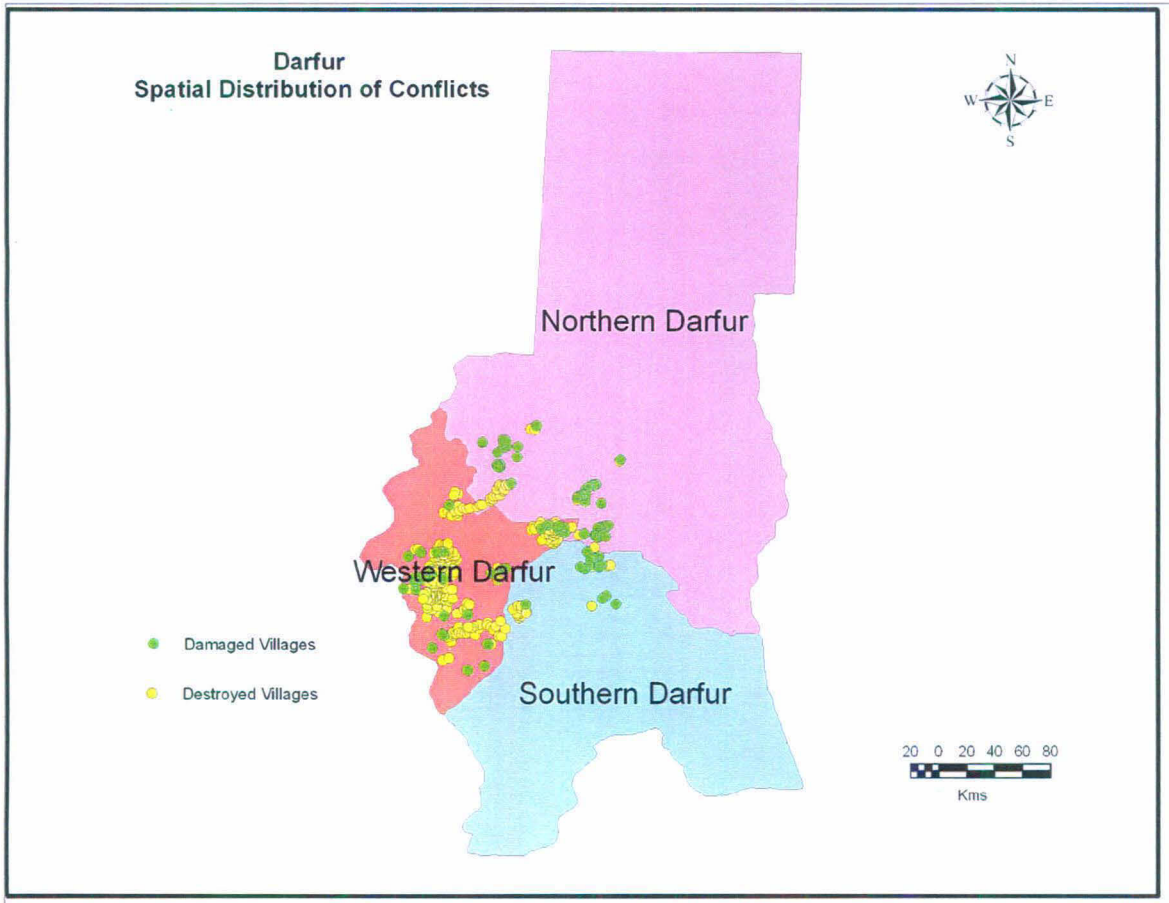 Darfur
Spatial Distribution of Conflicts
N
W E
S
Northern Darfur
Western Darfur
Damaged Villages
Destroyed Villages
Southern Darfur
20 0 20 40 60 80
Kms